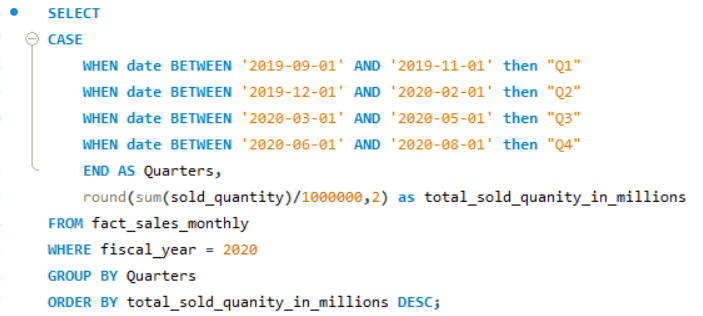 SELECT
CASE
WHEN date BETWEEN '2019-09-01' AND '2019-11-01' then "Q1"
WHEN date BETWEEN '2019-12-01' AND '2020-02-01' then "Q2"
WHEN date BETWEEN '2020-03-01' AND '2020-05-01' then "Q3"
WHEN date BETWEEN '2020-06-01' AND '2020-08-01' then "Q4"
END AS Quarters,
round(sum(sold_quantity)/1000000,2) as total_sold_quanity_in_millions
FROM fact_sales_monthly
WHERE fiscal_year = 2020
GROUP BY Quarters
ORDER BY total_sold_quanity_in_millions DESC;